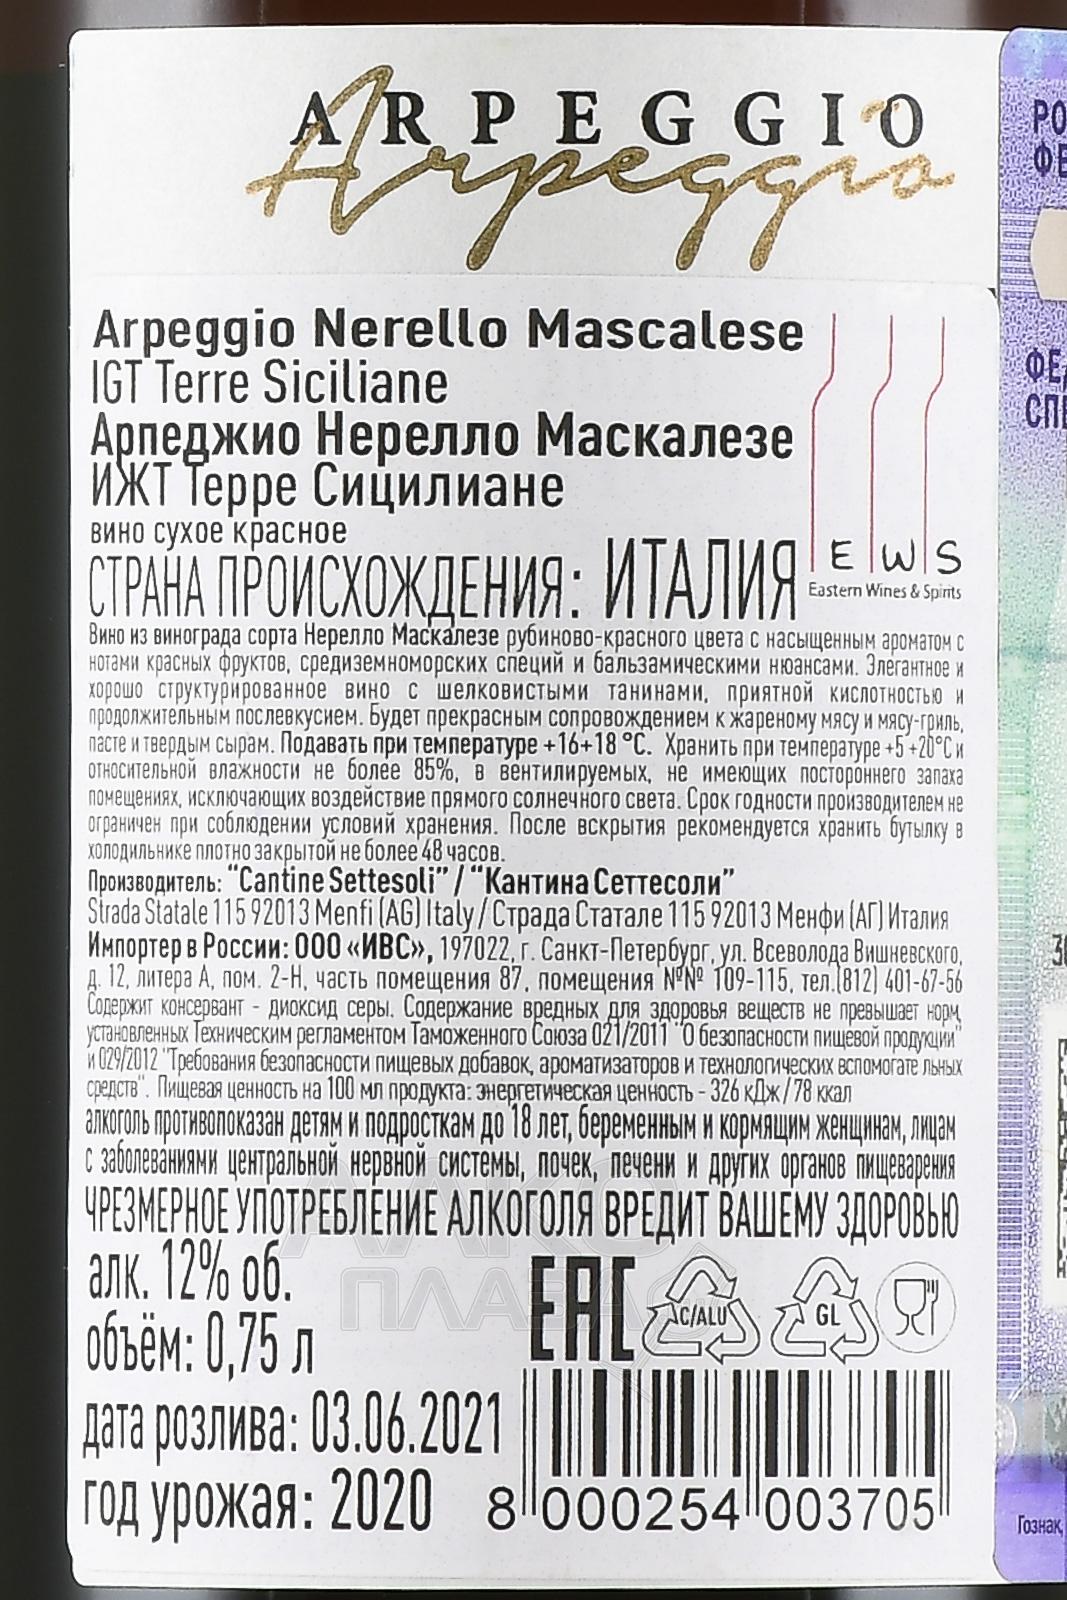 ARPEGGIO
Arpeggio
Arpeggio Nerello Mascalese
IGT Terre Siciliane
Арпеджио Нерелло Маскалезе
ИЖТ Терре Сицилиане
вино сухое красное
СТРАНА ПРОИСХОЖДЕНИЯ: ИТАЛИЯ
E W S
Eastern Wines & Spirits
Вино из винограда сорта Нерелло Маскалезе рубиново-красного цвета с насыщенным ароматом с
нотами красных фруктов, средиземноморских специй и бальзамическими нюансами. Элегантное и
хорошо структурированное вино с шелковистыми танинами, приятной кислотностью и
продолжительным послевкусием. Будет прекрасным сопровождением к жареному мясу и мясу-гриль,
пасте и твердым сырам. Подавать при температуре +16+18 °С. Хранить при температуре +5 +20°С и
относительной влажности не более 85%, в вентилируемых, не имеющих постороннего запаха
помещениях, исключающих воздействие прямого солнечного света. Срок годности производителем не
ограничен при соблюдении условий хранения. После вскрытия рекомендуется хранить бутылку в
холодильнике плотно закрытой не более 48 часов.
Производитель: "Cantine Settesoli" / "Кантина Сеттесоли"
Strada Statale 115 92013 Menfi (AG) Italy / Страда Статале 115 92013 Менфи (АГ) Италия
Импортер в России: ООО «ИВС», 197022, г. Санкт-Петербург, ул. Всеволода Вишневского,
д. 12, литера А, пом. 2-Н, часть помещения 87, помещения №№ 109-115, тел.(812) 401-67-56
Содержит консервант - диоксид серы. Содержание вредных для здоровья веществ не превышает норм,
установленных Техническим регламентом Таможенного Союза 021/2011 "О безопасности пищевой продукции"
и 029/2012 "Требования безопасности пищевых добавок, ароматизаторов и технологических вспомогате льных
средств". Пищевая ценность на 100 мл продукта: энергетическая ценность - 326 кДж / 78 ккал
алкоголь противопоказан детям и подросткам до 18 лет, беременным и кормящим женщинам, лицам
с заболеваниями центральной нервной системы, почек, печени и других органов пищеварения
ЧРЕЗМЕРНОЕ УПОТРЕБЛЕНИЕ АЛКОГОЛЯ ВРЕДИТ ВАШЕМУ ЗДОРОВЬЮ
алк. 12% об.
объём: 0,75 л
дата розлива: 03.06.2021
год урожая: 2020
EAC
C/ALU
GL
8 000254 003705
АЛКО
ПЛАЗА
РО
ФЕ
ФЕД
СПЕ
Гознак,